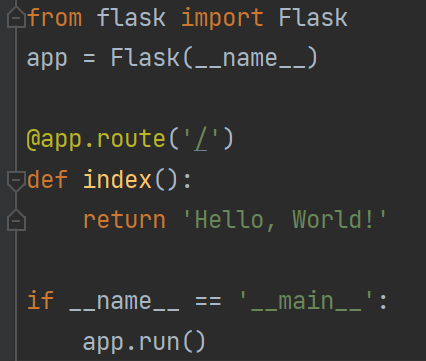 from flask import Flask
app = Flask(__name__)
@app.route('/')
def index():
    return 'Hello, World!'
if __name__ == '__main__':
    app.run()